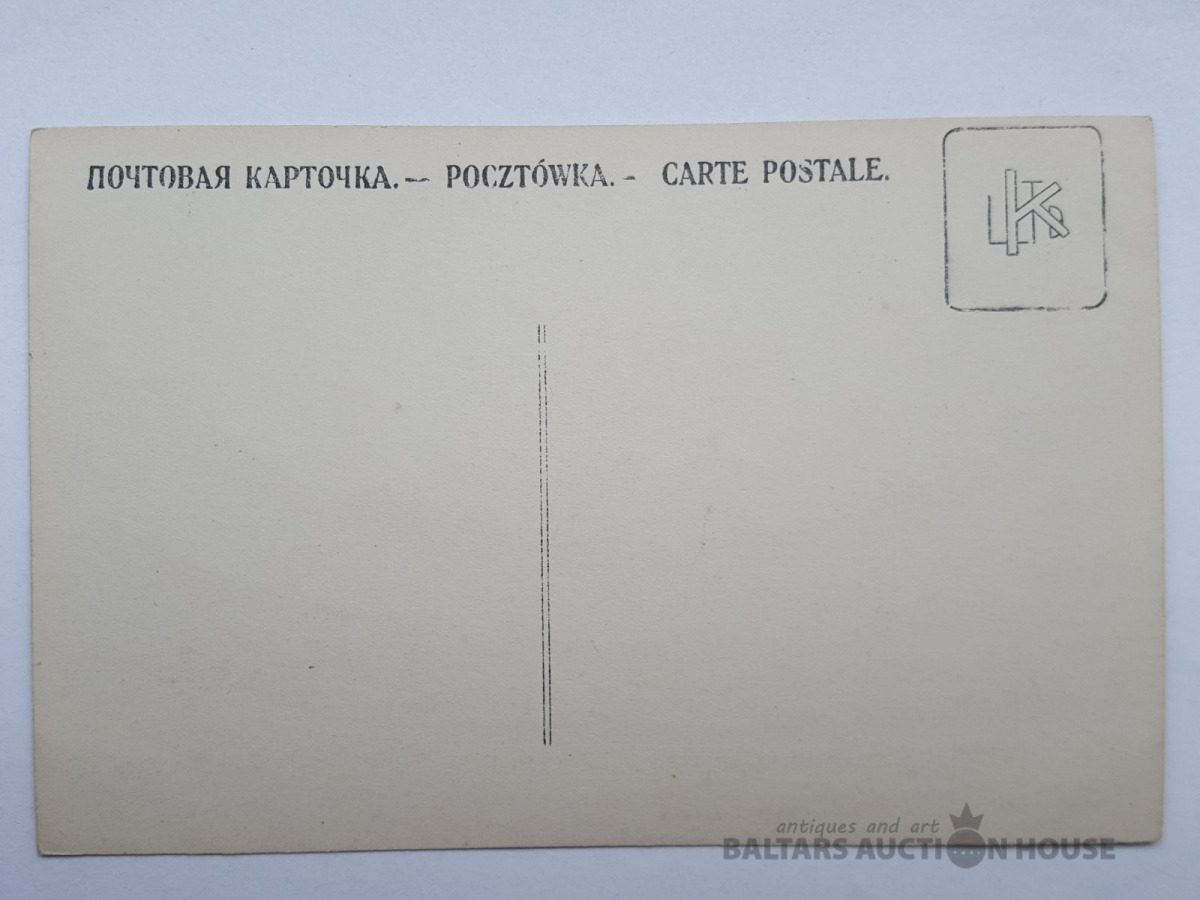 ПОЧТОВАЯ КАРТОЧКА. — POCZTÓWKA. - CARTE POSTALE.
antiques and art
BALTARS AUCTION HOUSE